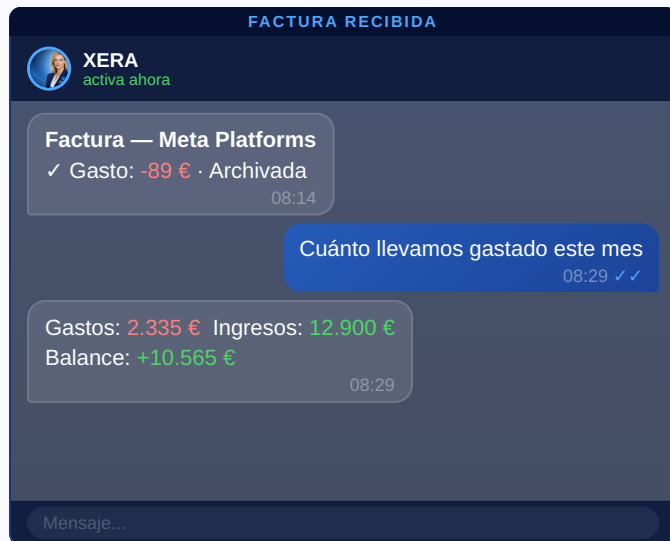 FACTURA RECIBIDA
XERA
activa ahora
Factura — Meta Platforms
✓ Gasto: -89 € · Archivada
08:14
Cuánto llevamos gastado este mes
08:29 ✓✓
Gastos: 2.335 € Ingresos: 12.900 €
Balance: +10.565 €
08:29
Mensaje...